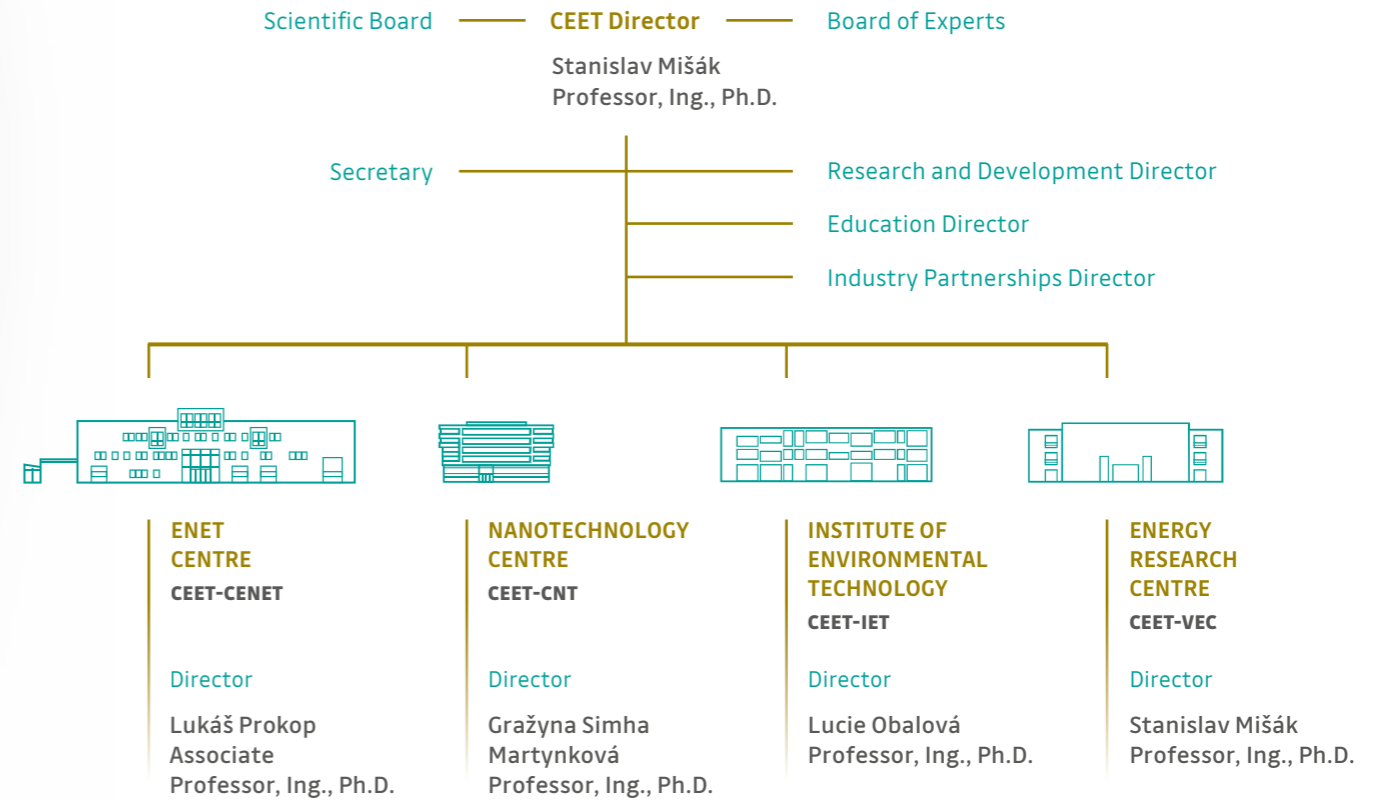 Scientific Board
CEET Director
Board of Experts
Stanislav Mišák
Professor, Ing., Ph.D.
Secretary
Research and Development Director
Education Director
Industry Partnerships Director
ENET
CENTRE
CEET-CENET
Director
Lukáš Prokop
Associate
Professor, Ing., Ph.D.
NANOTECHNOLOGY
CENTRE
CEET-CNT
Director
Gražyna Simha
Martynková
Professor, Ing., Ph.D.
INSTITUTE OF
ENVIRONMENTAL
TECHNOLOGY
CEET-IET
Director
Lucie Obalová
Professor, Ing., Ph.D.
ENERGY
RESEARCH
CENTRE
CEET-VEC
Director
Stanislav Mišák
Professor, Ing., Ph.D.